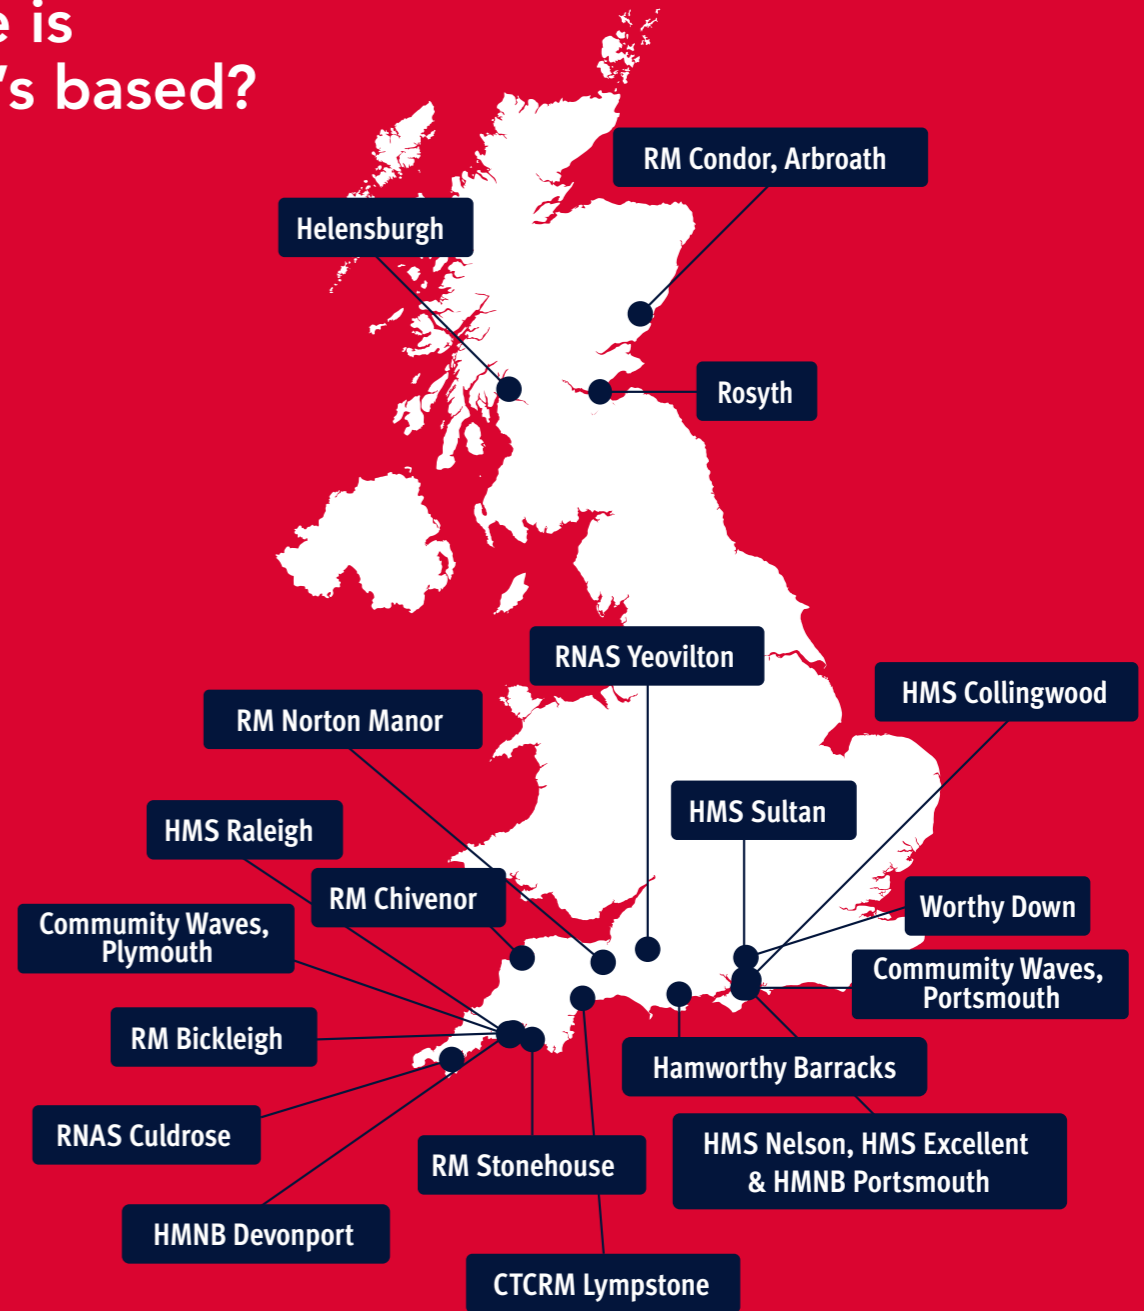 e is
's based?
RM Condor, Arbroath
Helensburgh
Rosyth
RNAS Yeovilton
HMS Collingwood
RM Norton Manor
HMS Sultan
HMS Raleigh
RM Chivenor
Worthy Down
Community Waves,
Plymouth
Community Waves,
Portsmouth
RM Bickleigh
Hamworthy Barracks
RNAS Culdrose
RM Stonehouse
HMS Nelson, HMS Excellent
& HMNB Portsmouth
HMNB Devonport
CTCRM Lympstone